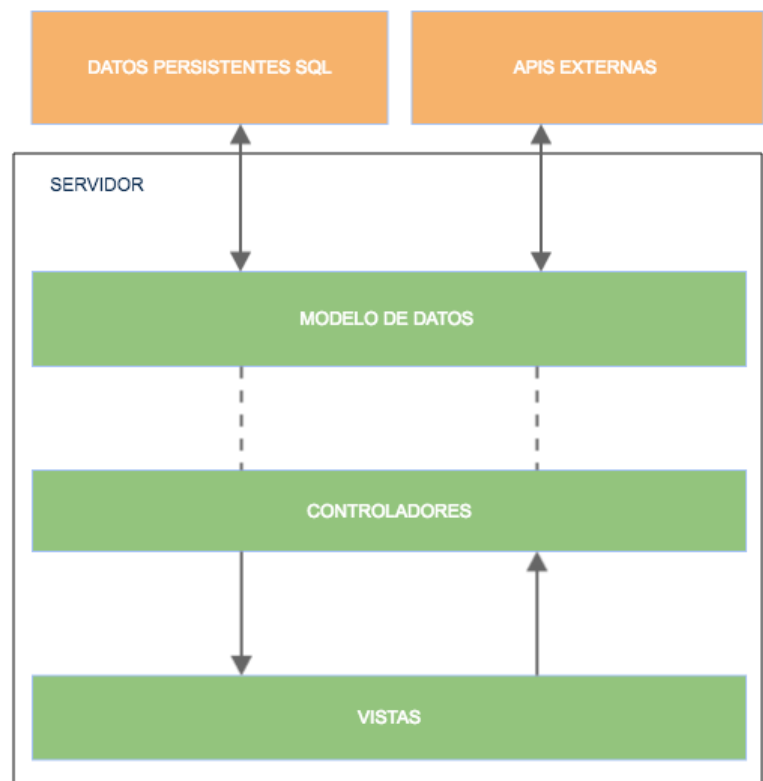 DATOS PERSISTENTES SQL
APIS EXTERNAS
SERVIDOR
MODELO DE DATOS
CONTROLADORES
VISTAS